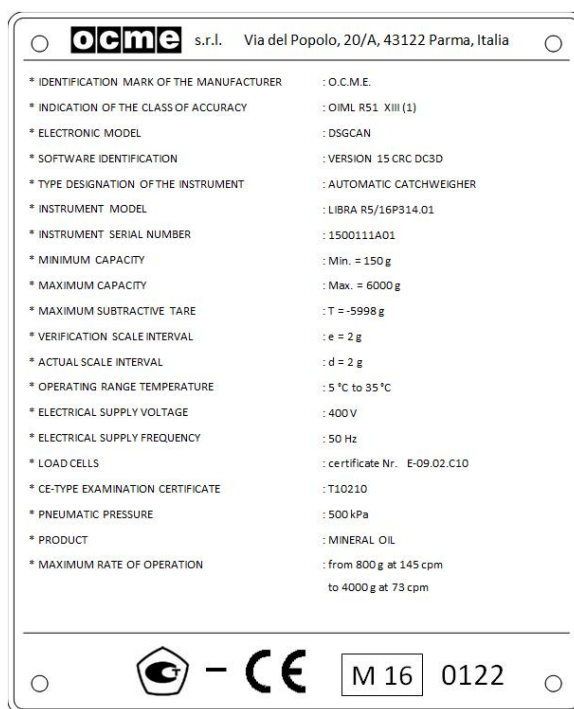 ocme s.r.l. Via del Popolo, 20/A, 43122 Parma, Italia
* IDENTIFICATION MARK OF THE MANUFACTURER : O.C.M.E.
* INDICATION OF THE CLASS OF ACCURACY : OIML R51 XIII (1)
* ELECTRONIC MODEL : DSGCAN
* SOFTWARE IDENTIFICATION : VERSION 15 CRC DC3D
* TYPE DESIGNATION OF THE INSTRUMENT : AUTOMATIC CATCHWEIGHER
* INSTRUMENT MODEL : LIBRA R5/16P314.01
* INSTRUMENT SERIAL NUMBER : 1500111A01
* MINIMUM CAPACITY : Min. = 150 g
* MAXIMUM CAPACITY : Max. = 6000 g
* MAXIMUM SUBTRACTIVE TARE : T = -5998 g
* VERIFICATION SCALE INTERVAL : e = 2 g
* ACTUAL SCALE INTERVAL : d = 2 g
* OPERATING RANGE TEMPERATURE : 5 °C to 35 °C
* ELECTRICAL SUPPLY VOLTAGE : 400 V
* ELECTRICAL SUPPLY FREQUENCY : 50 Hz
* LOAD CELLS : certificate Nr. E-09.02.C10
* CE-TYPE EXAMINATION CERTIFICATE : T10210
* PNEUMATIC PRESSURE : 500 kPa
* PRODUCT : MINERAL OIL
* MAXIMUM RATE OF OPERATION : from 800 g at 145 cpm
to 4000 g at 73 cpm
– CE M 16 0122